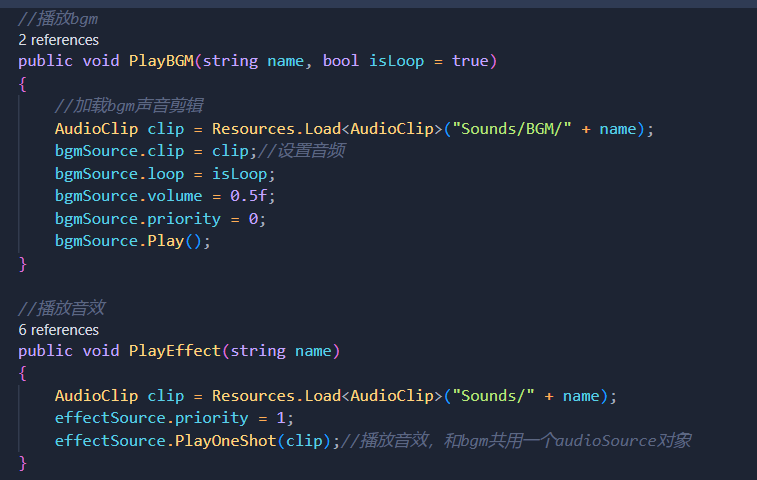 //播放bgm
2 references
public void PlayBGM(string name, bool isLoop = true)
{
//加载bgm声音剪辑
AudioClip clip = Resources.Load<AudioClip>("Sounds/BGM/" + name);
bgmSource.clip = clip;//设置音频
bgmSource.loop = isLoop;
bgmSource.volume = 0.5f;
bgmSource.priority = 0;
bgmSource.Play();
}
//播放音效
6 references
public void PlayEffect(string name)
{
AudioClip clip = Resources.Load<AudioClip>("Sounds/" + name);
effectSource.priority = 1;
effectSource.PlayOneShot(clip);//播放音效，和bgm共用一个audioSource对象
}